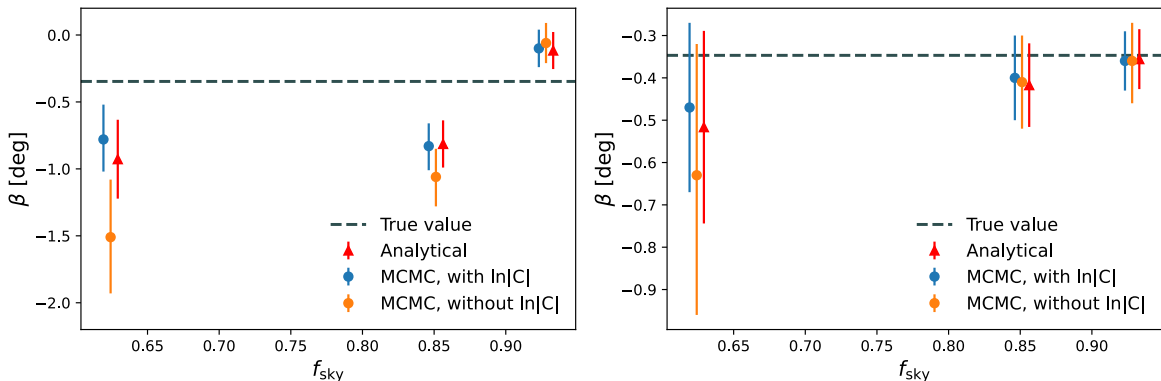 0.0
−0.5
−1.0
−1.5
−2.0
β [deg]
0.65 0.70 0.75 0.80 0.85 0.90
f_sky
True value
Analytical
MCMC, with ln|C|
MCMC, without ln|C|
−0.3
−0.4
−0.5
−0.6
−0.7
−0.8
−0.9
β [deg]
0.65 0.70 0.75 0.80 0.85 0.90
f_sky
True value
Analytical
MCMC, with ln|C|
MCMC, without ln|C|